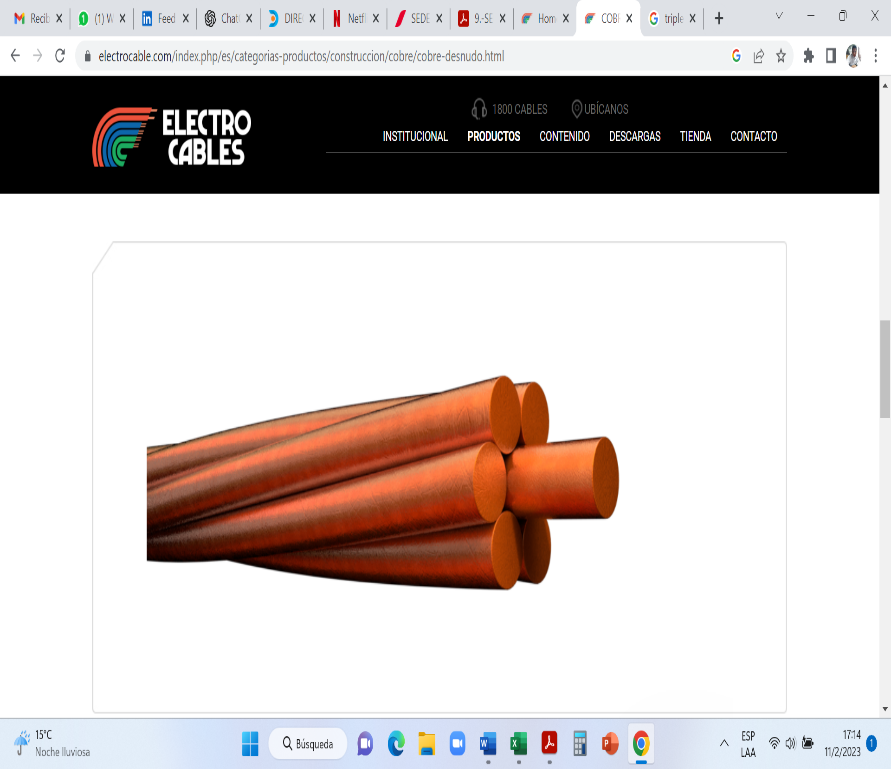 Recib
(1) W
Feed
Chat
DIRE
Netfl
SEDE
9.-SE
Hom
COB
triple
electrocable.com/index.php/es/categorias-productos/construccion/cobre/cobre-desnudo.html
1800 CABLES
UBÍCANOS
ELECTRO
CABLES
INSTITUCIONAL PRODUCTOS CONTENIDO DESCARGAS TIENDA CONTACTO
15°C
Noche lluviosa
Búsqueda
ESP
LAA
17:14
11/2/2023
1